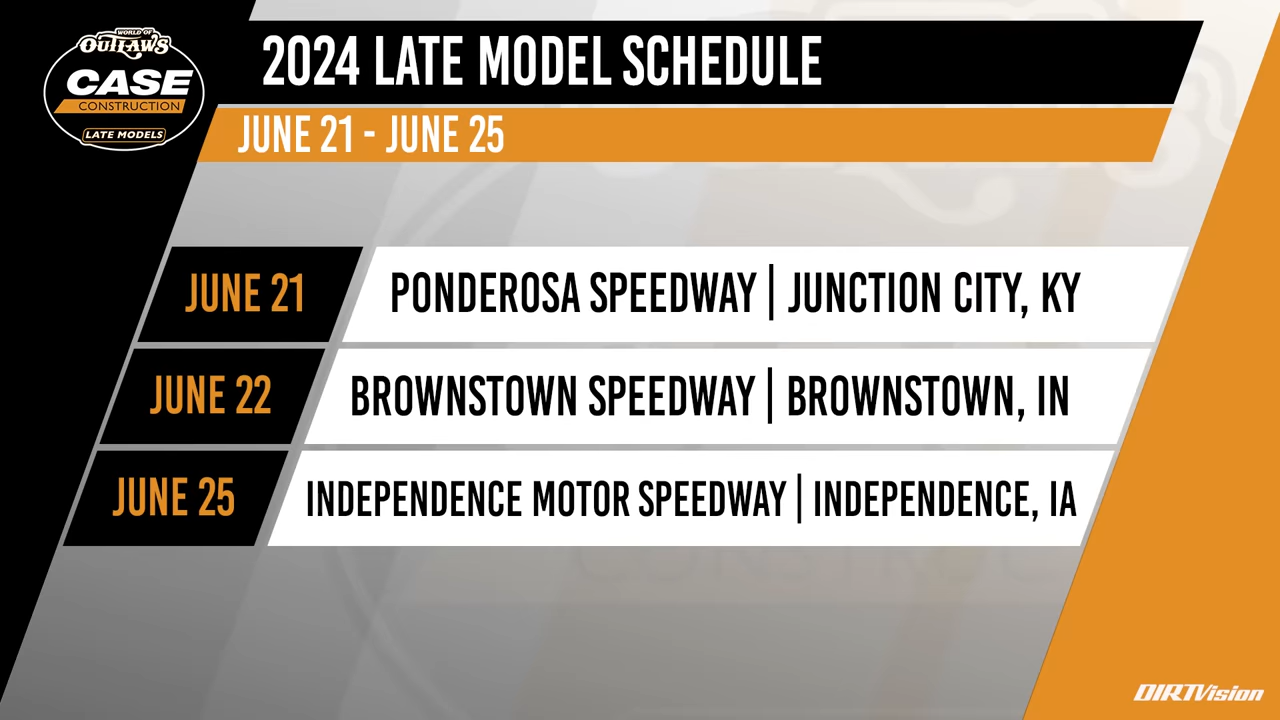 WORLD OF
OUTLAWS
CASE
CONSTRUCTION
LATE MODELS
2024 LATE MODEL SCHEDULE
JUNE 21 - JUNE 25
JUNE 21 PONDEROSA SPEEDWAY | JUNCTION CITY, KY
JUNE 22 BROWNSTOWN SPEEDWAY | BROWNSTOWN, IN
JUNE 25 INDEPENDENCE MOTOR SPEEDWAY | INDEPENDENCE, IA
DIRTVision